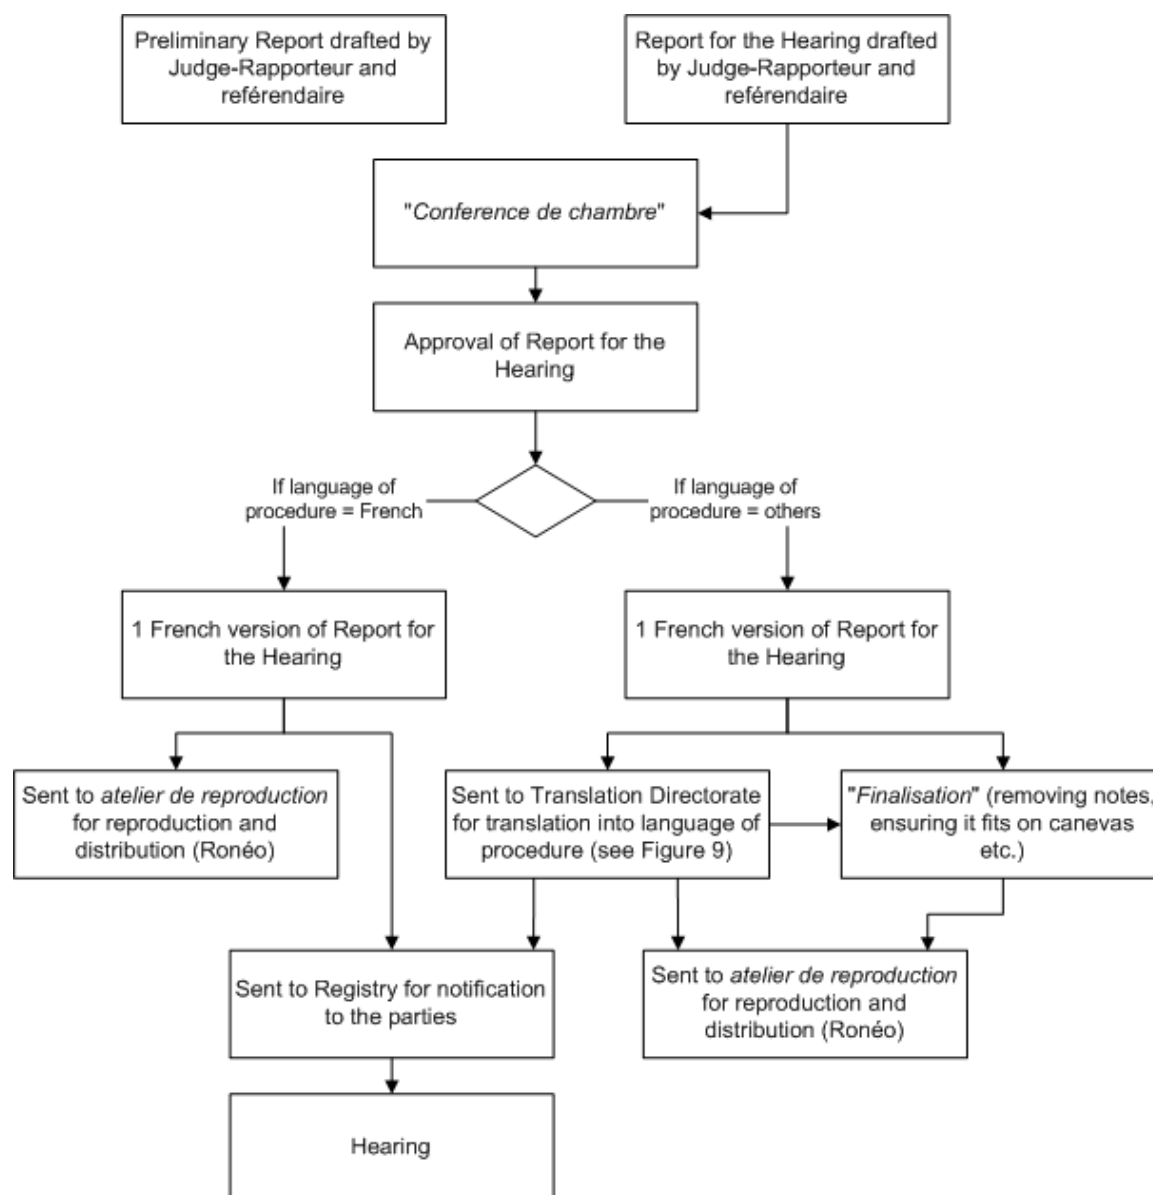 Preliminary Report drafted by
Judge-Rapporteur and
reférendaire
Report for the Hearing drafted
by Judge-Rapporteur and
reférendaire
"Conference de chambre"
Approval of Report for the
Hearing
If language of
procedure = French
If language of
procedure = others
1 French version of Report for
the Hearing
1 French version of Report for
the Hearing
Sent to atelier de reproduction
for reproduction and
distribution (Ronéo)
Sent to Translation Directorate
for translation into language of
procedure (see Figure 9)
"Finalisation" (removing notes,
ensuring it fits on canevas
etc.)
Sent to Registry for notification
to the parties
Sent to atelier de reproduction
for reproduction and
distribution (Ronéo)
Hearing